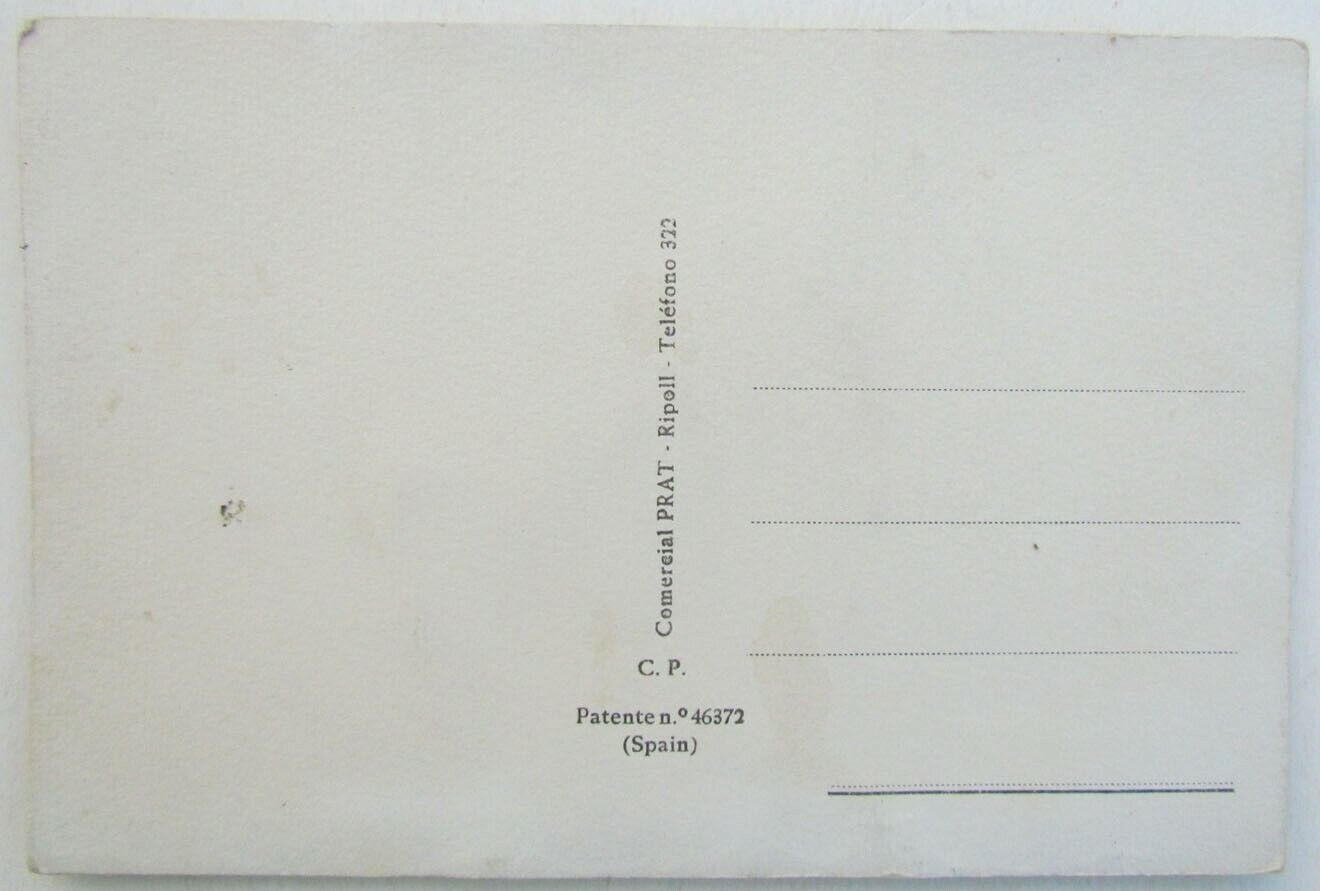 Comercial PRAT - Ripoll - Teléfono 322
C. P.
Patente n.º 46372
(Spain)